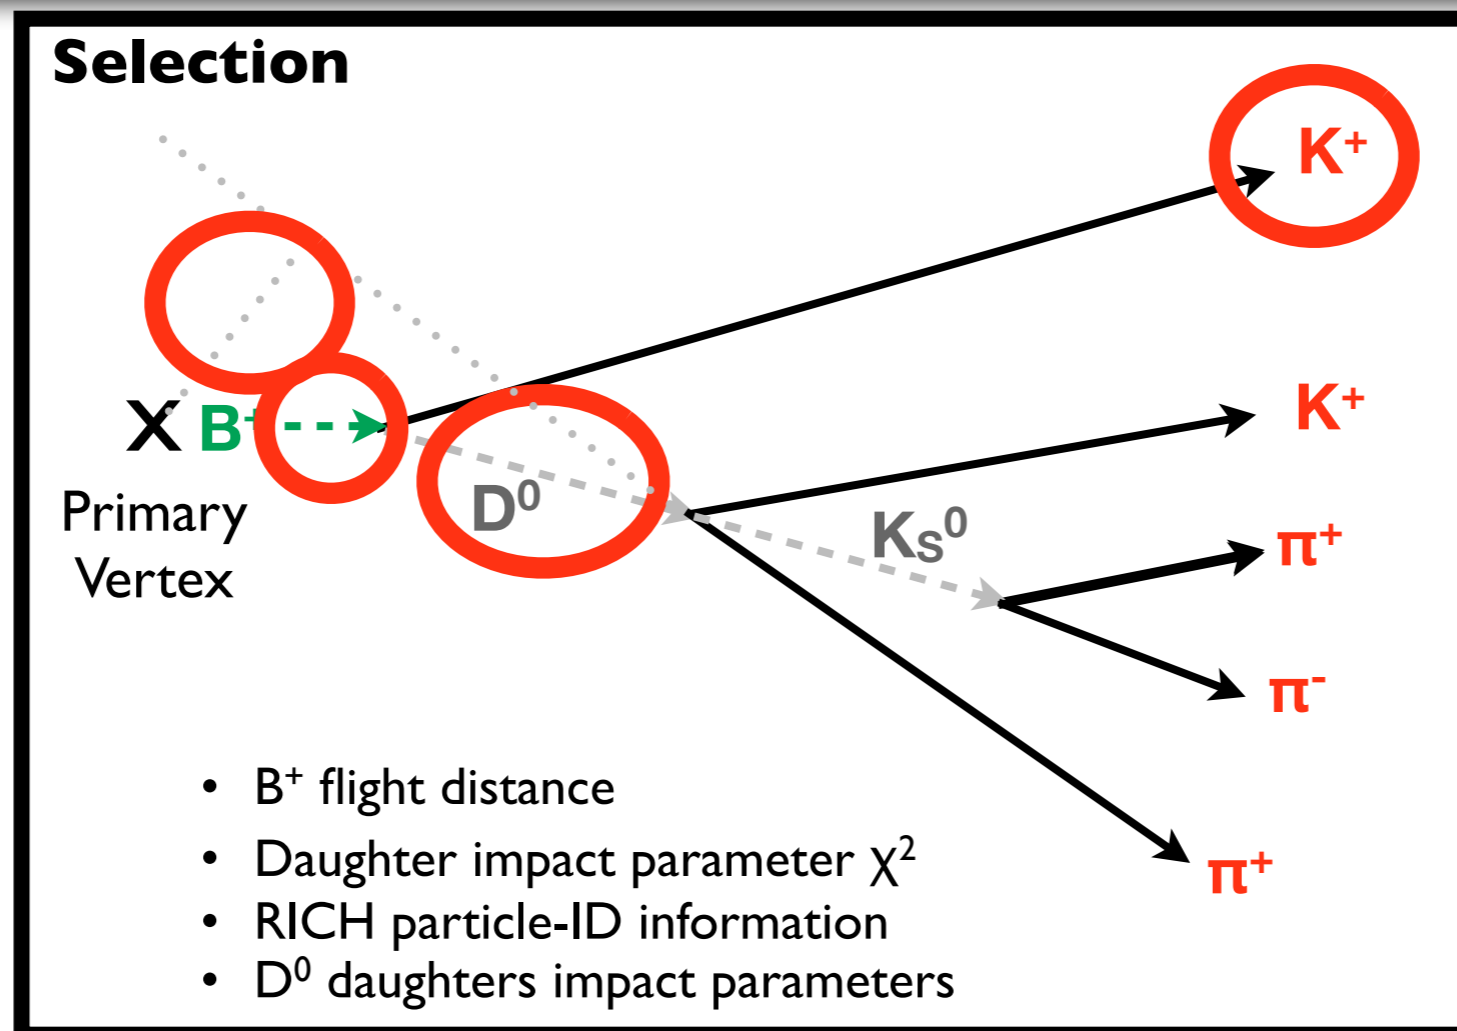 Selection
K⁺
X B⁺
K⁺
Primary
Vertex
D⁰
Kₛ⁰
π⁺
π⁻
• B⁺ flight distance
• Daughter impact parameter χ²
π⁺
• RICH particle-ID information
• D⁰ daughters impact parameters